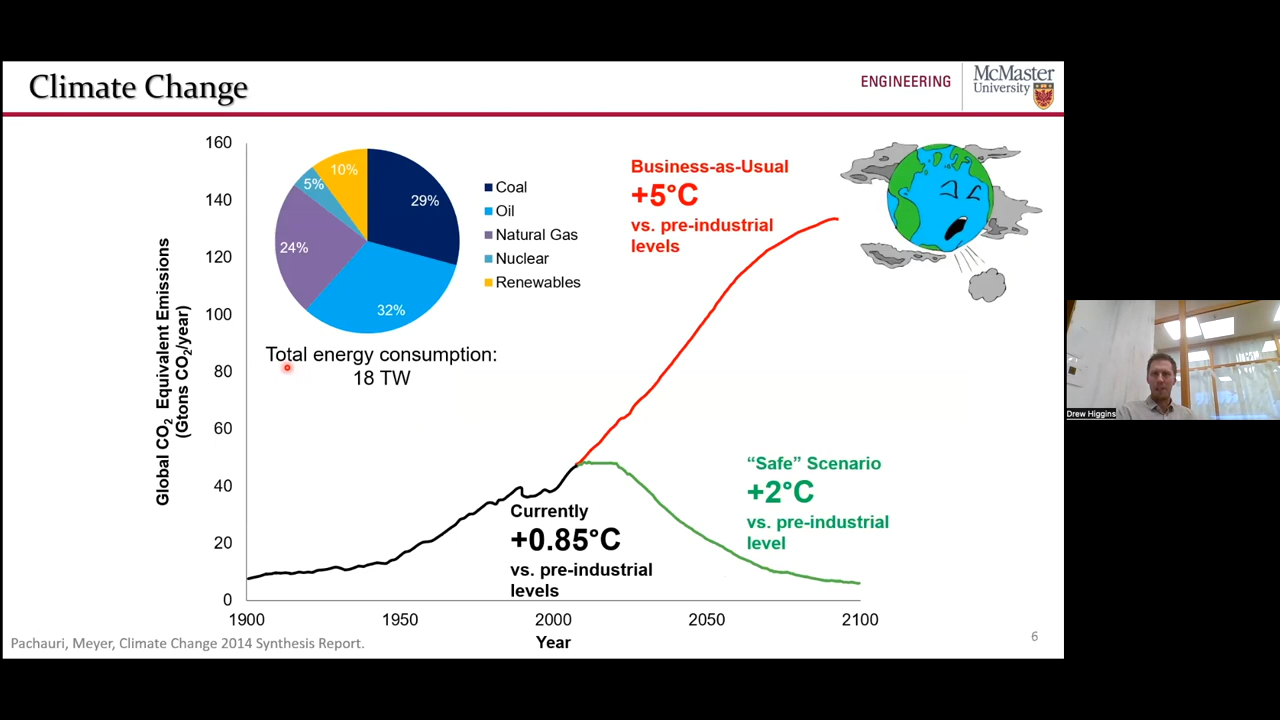 Climate Change
ENGINEERING
McMaster
University
160
140
120
100
80
60
40
20
0
Global CO₂ Equivalent Emissions
(Gtons CO₂/year)
10%
5%
29%
24%
32%
Coal
Oil
Natural Gas
Nuclear
Renewables
Total energy consumption:
18 TW
Business-as-Usual
+5°C
vs. pre-industrial
levels
Currently
+0.85°C
vs. pre-industrial
levels
“Safe” Scenario
+2°C
vs. pre-industrial
level
1900
1950
2000
2050
2100
Year
Pachauri, Meyer, Climate Change 2014 Synthesis Report.
6
Drew Higgins